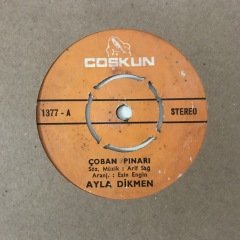 COŞKUN
1377 - A
STEREO
ÇOBAN PINARI
Söz, Müzik : Arif Sağ
Aranj. : Esin Engin
AYLA DİKMEN